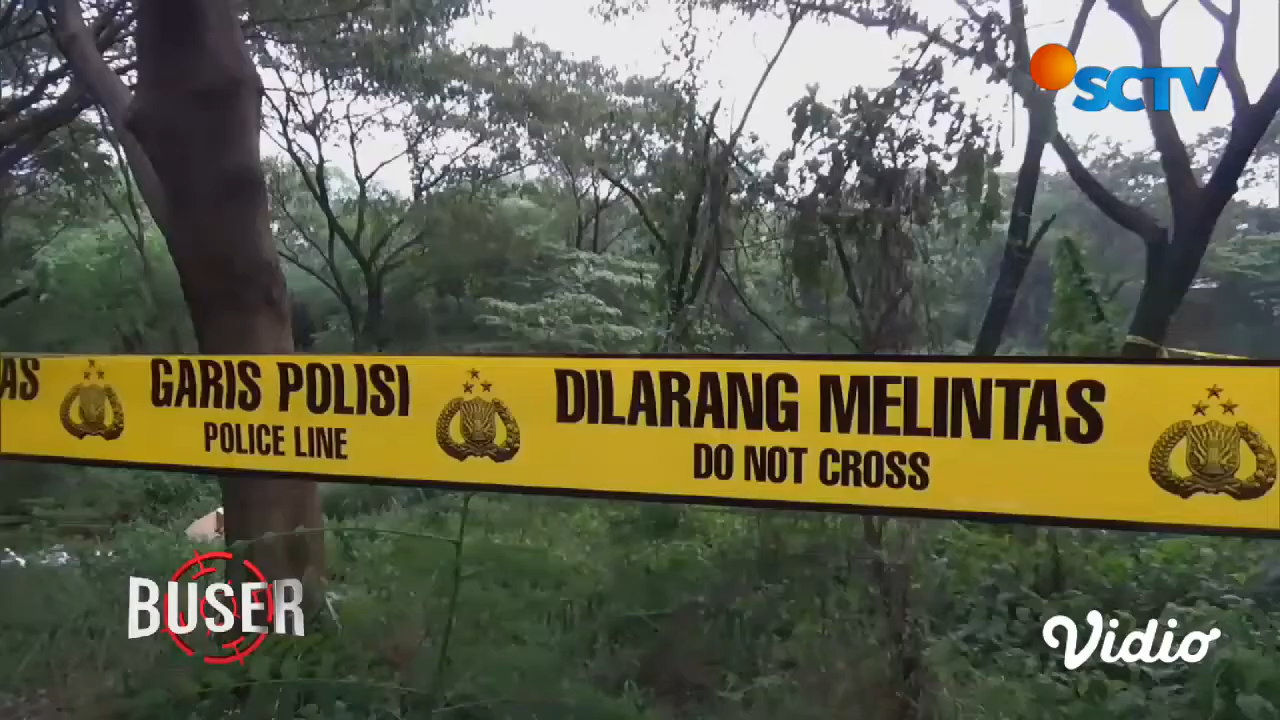 SCTV
AS GARIS POLISI DILARANG MELINTAS
POLICE LINE DO NOT CROSS
BUSER
Vidio